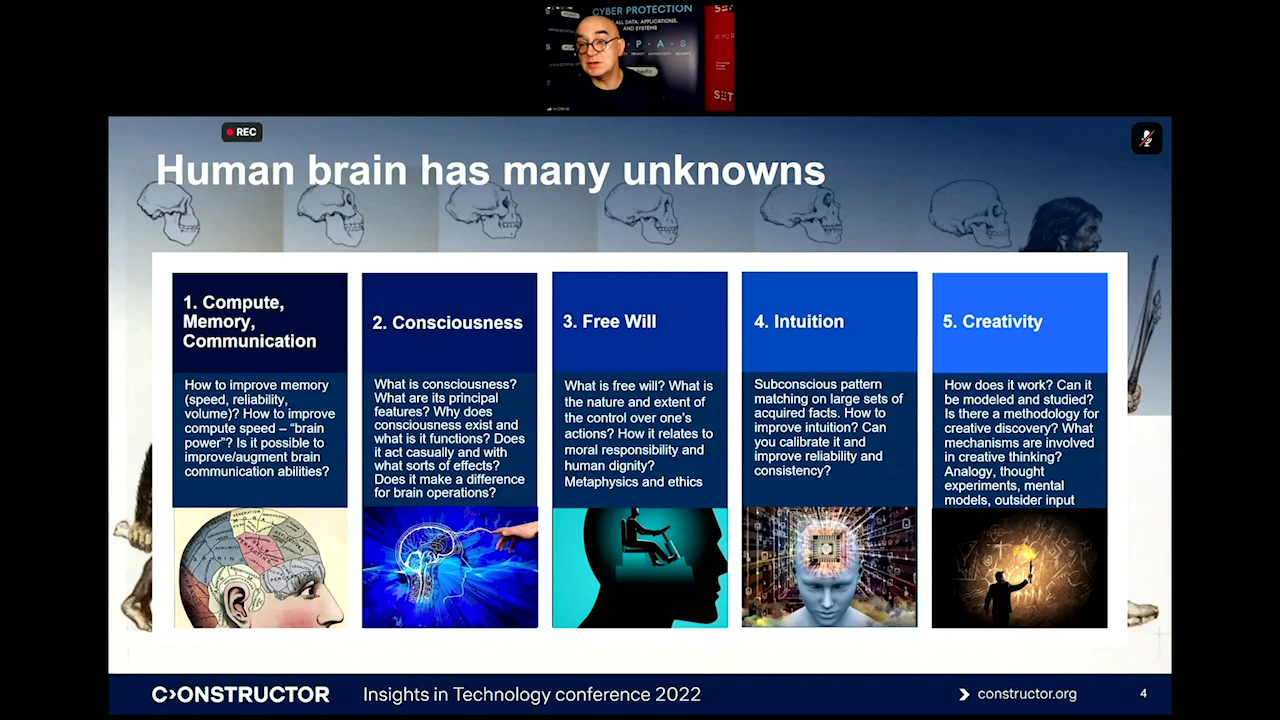 CYBER PROTECTION
ALL DATA, APPLICATIONS,
AND SYSTEMS
P • A • S
SET
REC
Human brain has many unknowns
1. Compute,
Memory,
Communication
How to improve memory
(speed, reliability,
volume)? How to improve
compute speed – “brain
power”? Is it possible to
improve/augment brain
communication abilities?
2. Consciousness
What is consciousness?
What are its principal
features? Why does
consciousness exist and
what is it functions? Does
it act casually and with
what sorts of effects?
Does it make a difference
for brain operations?
3. Free Will
What is free will? What is
the nature and extent of
the control over one’s
actions? How it relates to
moral responsibility and
human dignity?
Metaphysics and ethics
4. Intuition
Subconscious pattern
matching on large sets of
acquired facts. How to
improve intuition? Can
you calibrate it and
improve reliability and
consistency?
5. Creativity
How does it work? Can it
be modeled and studied?
Is there a methodology for
creative discovery? What
mechanisms are involved
in creative thinking?
Analogy, thought
experiments, mental
models, outsider input
C›ONSTRUCTOR
Insights in Technology conference 2022
constructor.org
4